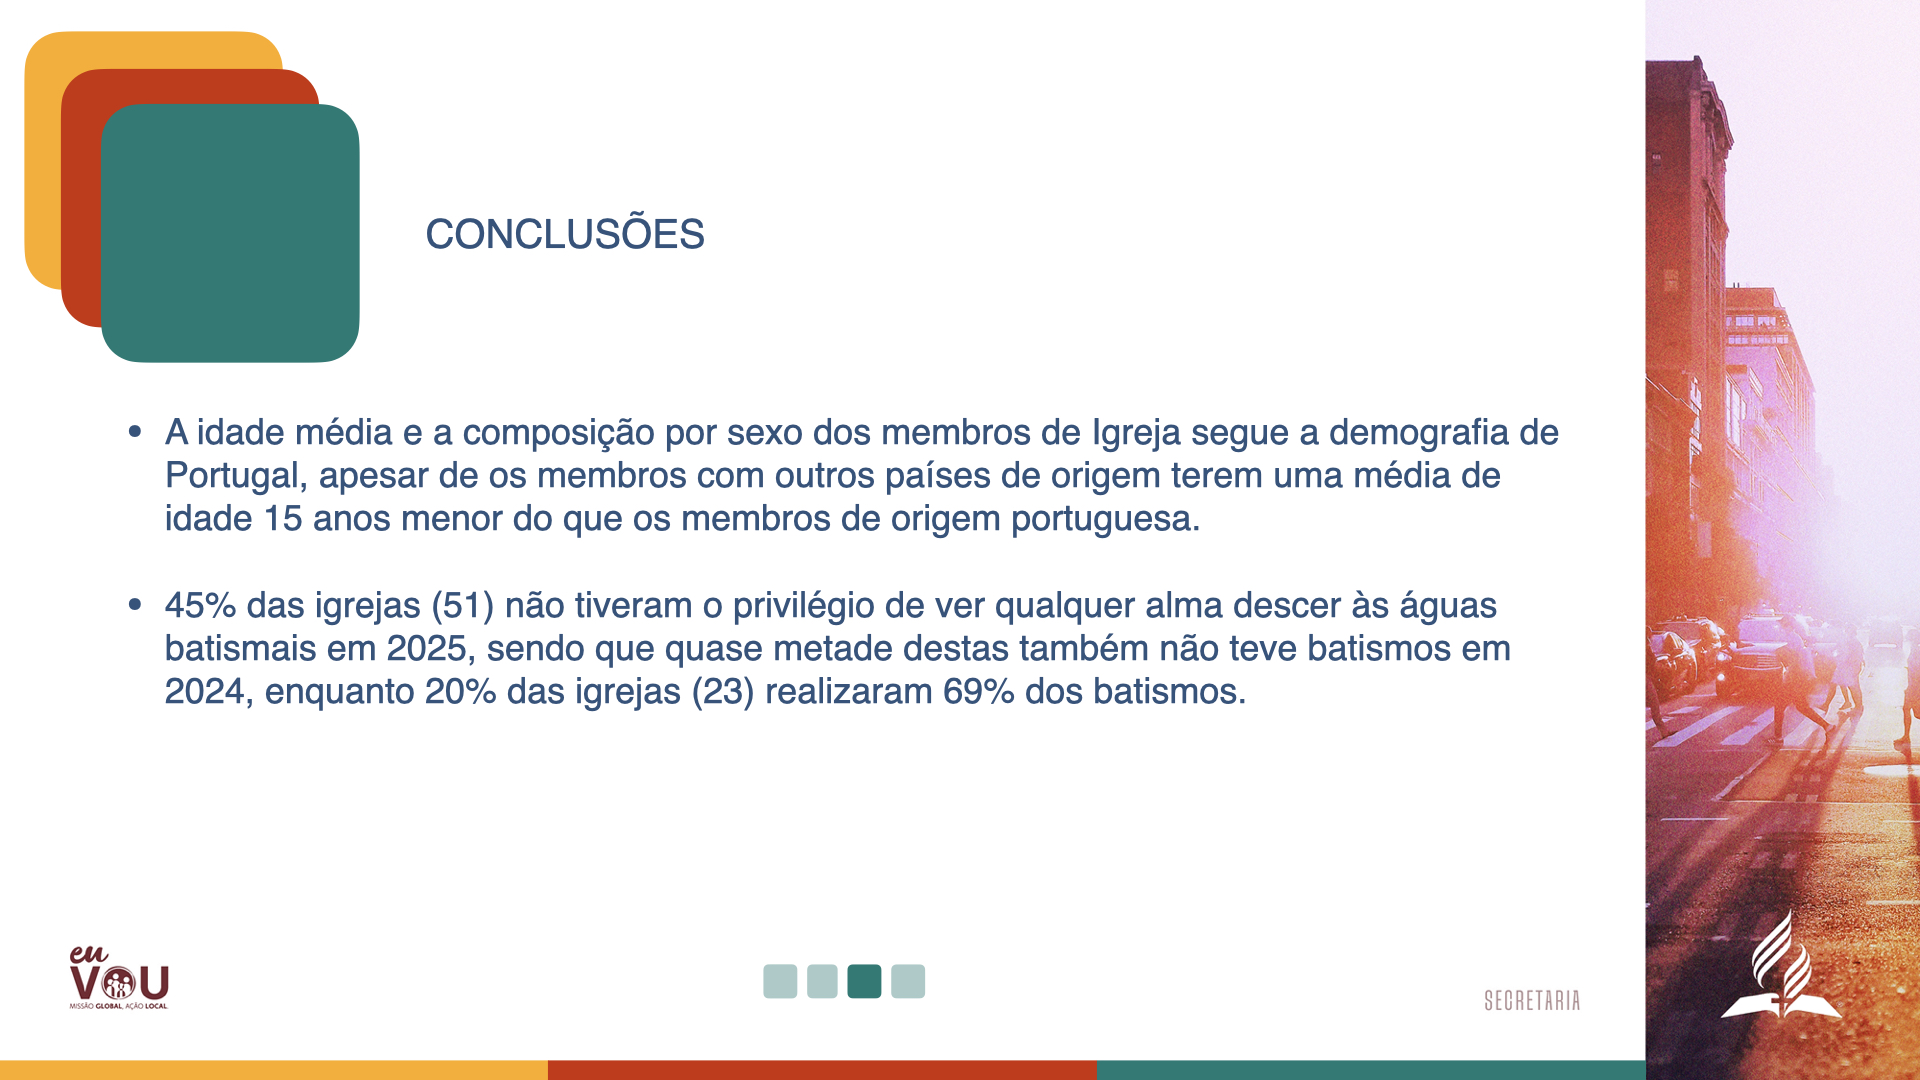 CONCLUSÕES
• A idade média e a composição por sexo dos membros de Igreja segue a demografia de
Portugal, apesar de os membros com outros países de origem terem uma média de
idade 15 anos menor do que os membros de origem portuguesa.
• 45% das igrejas (51) não tiveram o privilégio de ver qualquer alma descer às águas
batismais em 2025, sendo que quase metade destas também não teve batismos em
2024, enquanto 20% das igrejas (23) realizaram 69% dos batismos.
eu
VOU
MISSÃO GLOBAL, AÇÃO LOCAL
SECRETARIA